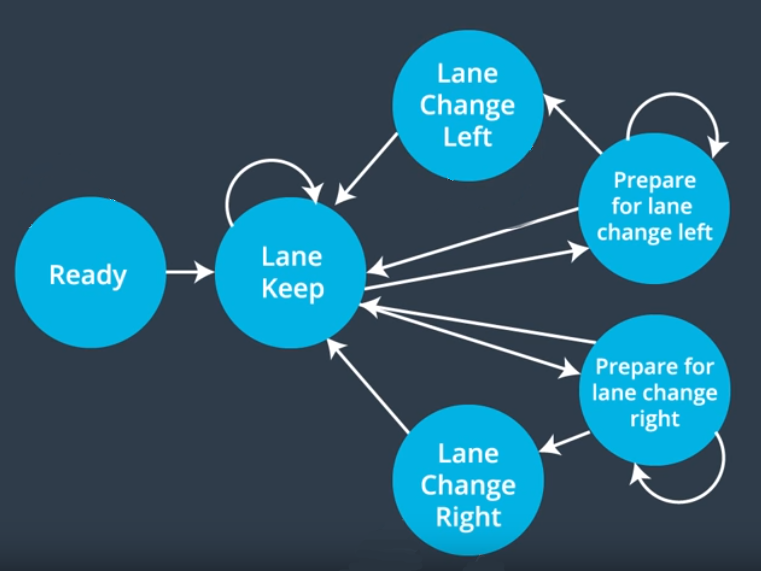 Lane
Change
Left
Prepare
for lane
change left
Ready
Lane
Keep
Prepare for
lane change
right
Lane
Change
Right